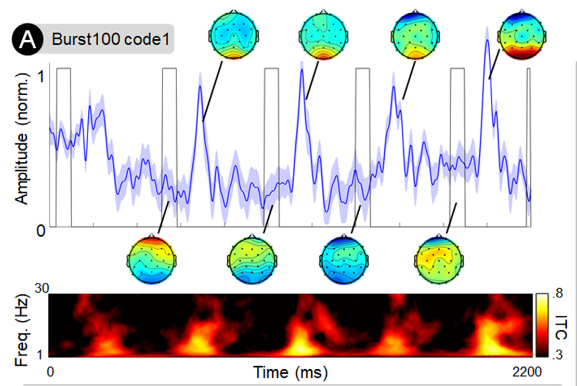 A Burst100 code1
Amplitude (norm.)
1
0
Freq. (Hz)
30
1
0
Time (ms)
2200
.8
.3
ITC